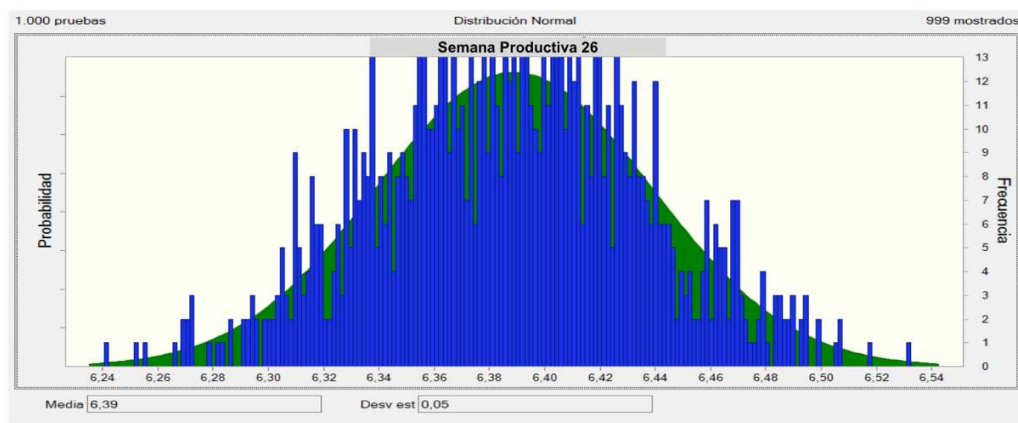 1.000 pruebas Distribución Normal 999 mostrados
Semana Productiva 26
Probabilidad
13
12
11
10
9
8
7
6
5
4
3
2
1
0
Frecuencia
6,24 6,26 6,28 6,30 6,32 6,34 6,36 6,38 6,40 6,42 6,44 6,46 6,48 6,50 6,52 6,54
Media 6,39 Desv est 0,05